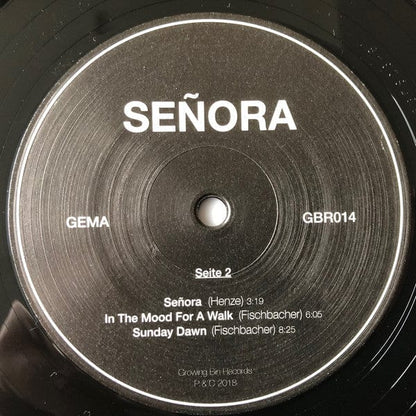 SEÑORA
GEMA GBR014
Seite 2
Señora (Henze) 3:19
In The Mood For A Walk (Fischbacher) 6:05
Sunday Dawn (Fischbacher) 8:25
Growing Bin Records
P & C 2018